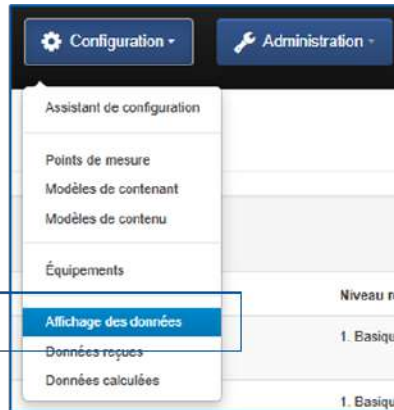 Configuration
Administration
Assistant de configuration
Points de mesure
Modèles de contenant
Modèles de contenu
Équipements
Niveau
Affichage des données
1. Basiqu
Données reçues
Données calculées
1. Basiqu